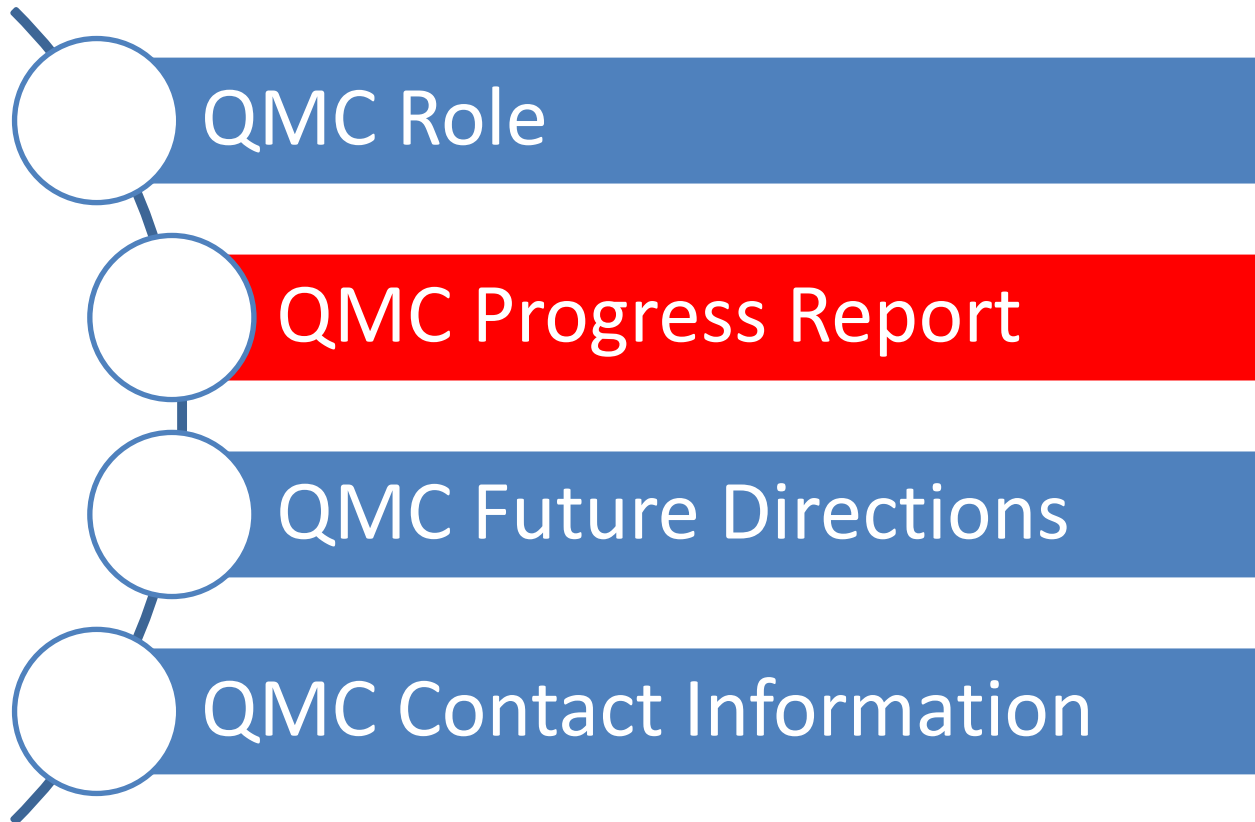 QMC Role
QMC Progress Report
QMC Future Directions
QMC Contact Information